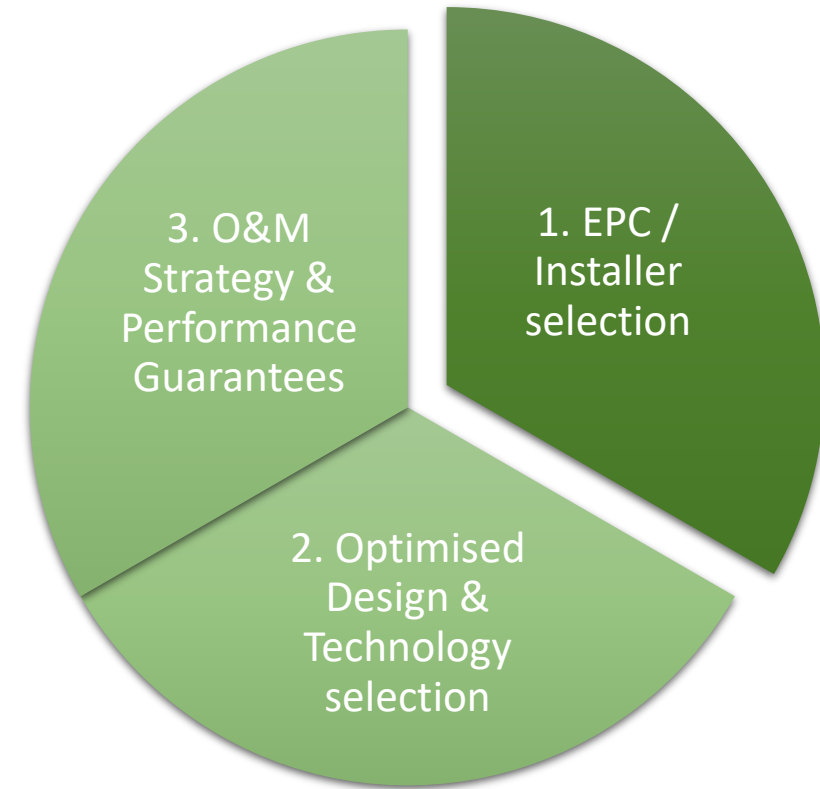 1. EPC /
Installer
selection
2. Optimised
Design &
Technology
selection
3. O&M
Strategy &
Performance
Guarantees